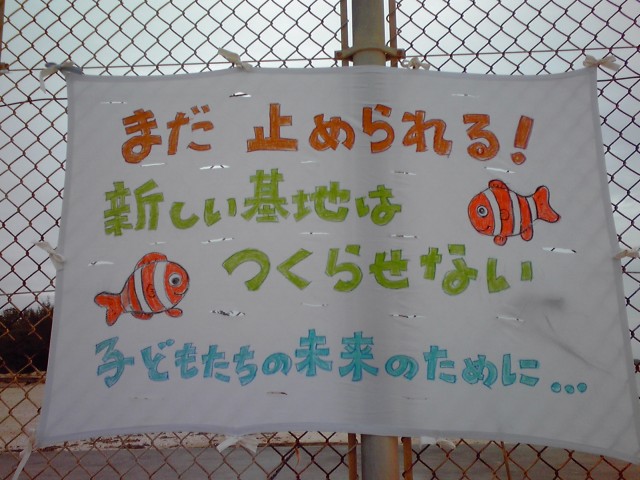 まだ 止められる!
新しい基地は
つくらせない
子どもたちの未来のために...